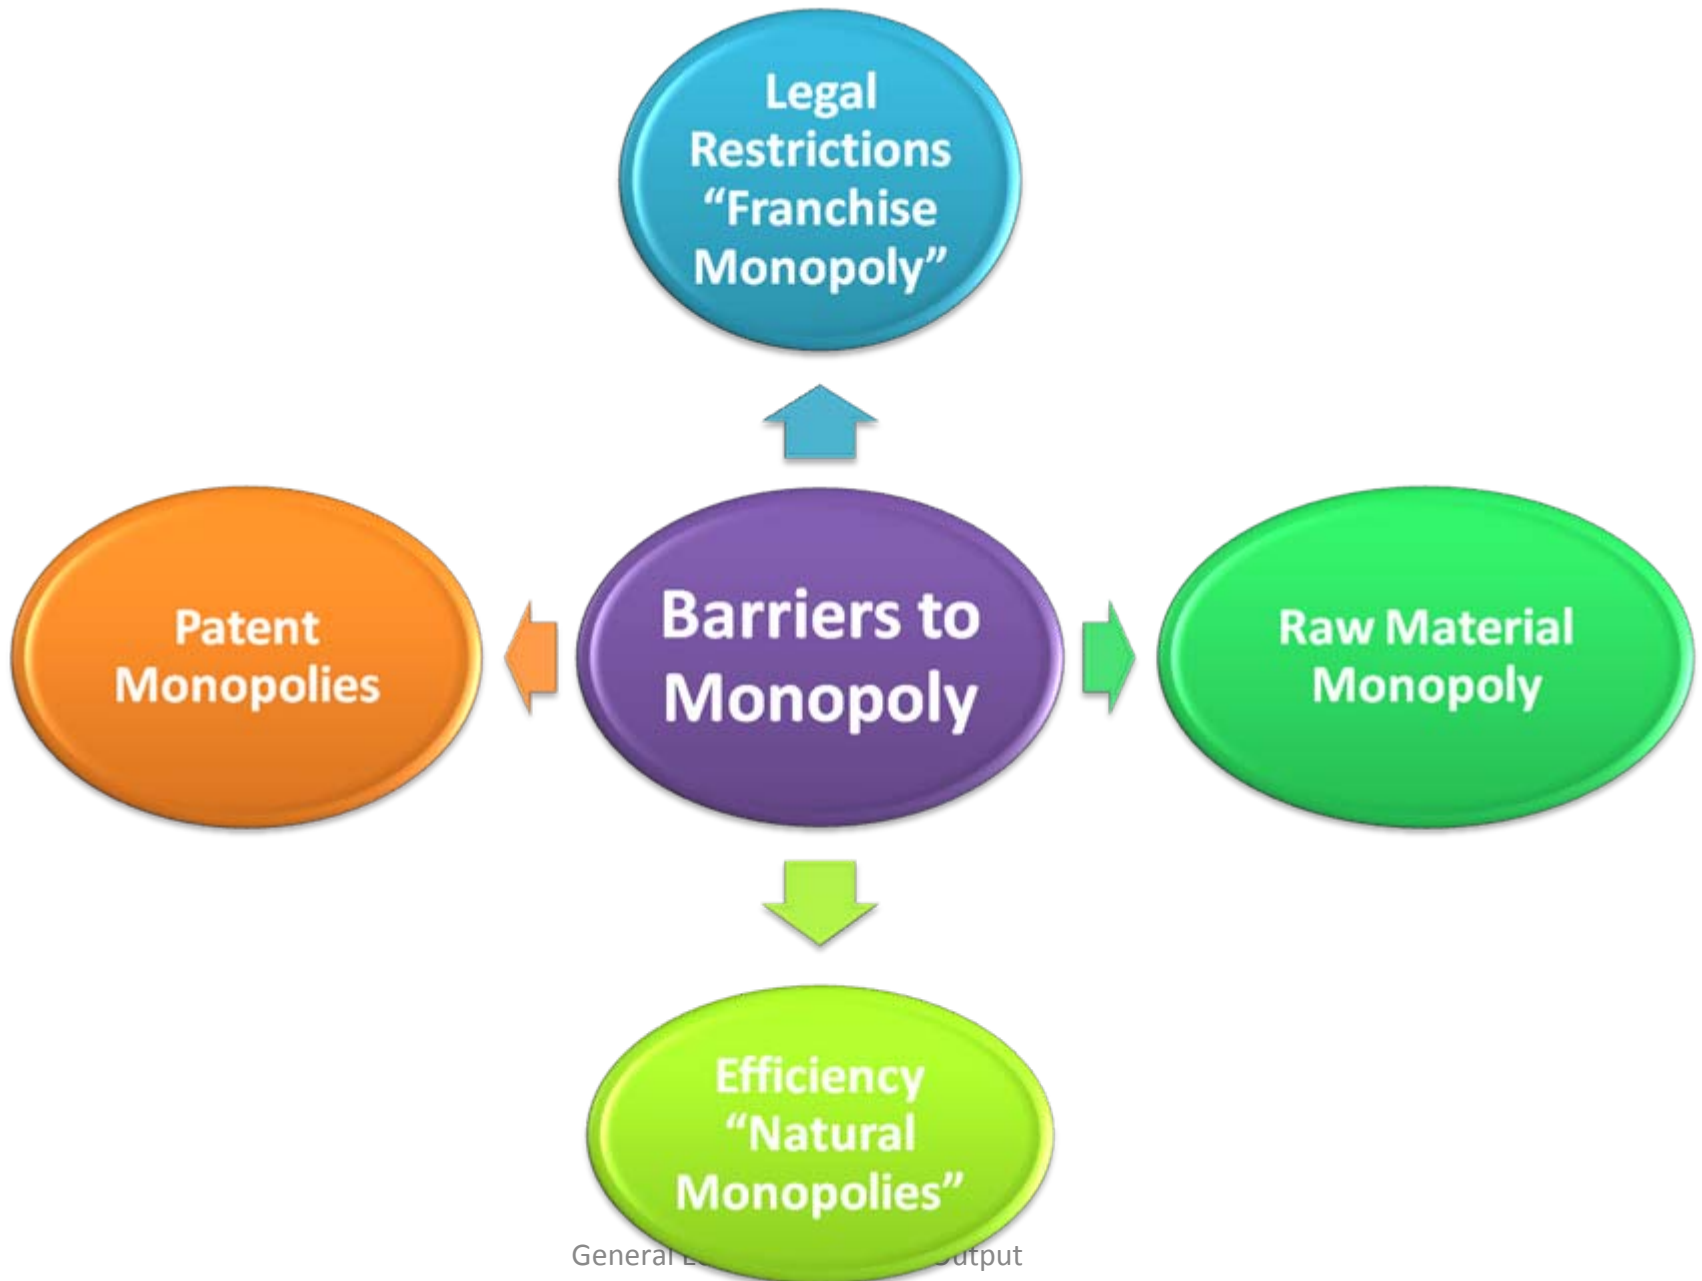 Legal
Restrictions
“Franchise
Monopoly”
Patent
Monopolies
Barriers to
Monopoly
Raw Material
Monopoly
Efficiency
“Natural
Monopolies”
General